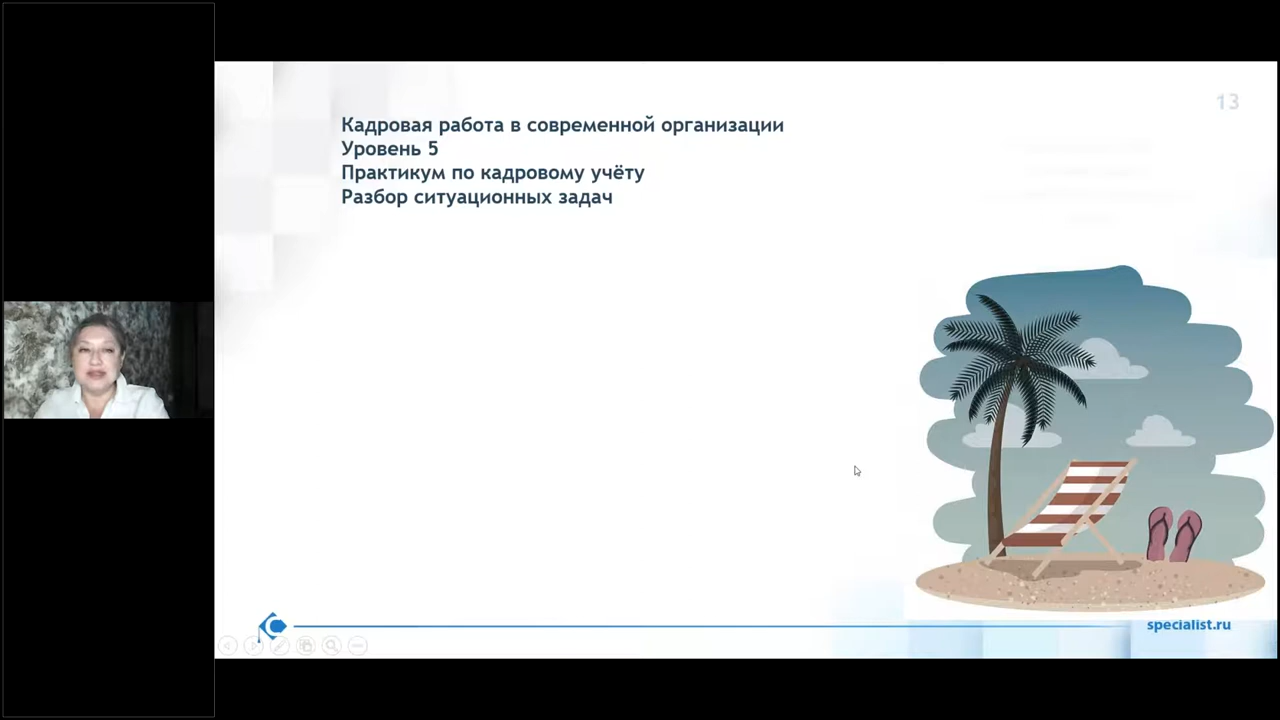 13
Кадровая работа в современной организации
Уровень 5
Практикум по кадровому учёту
Разбор ситуационных задач
specialist.ru